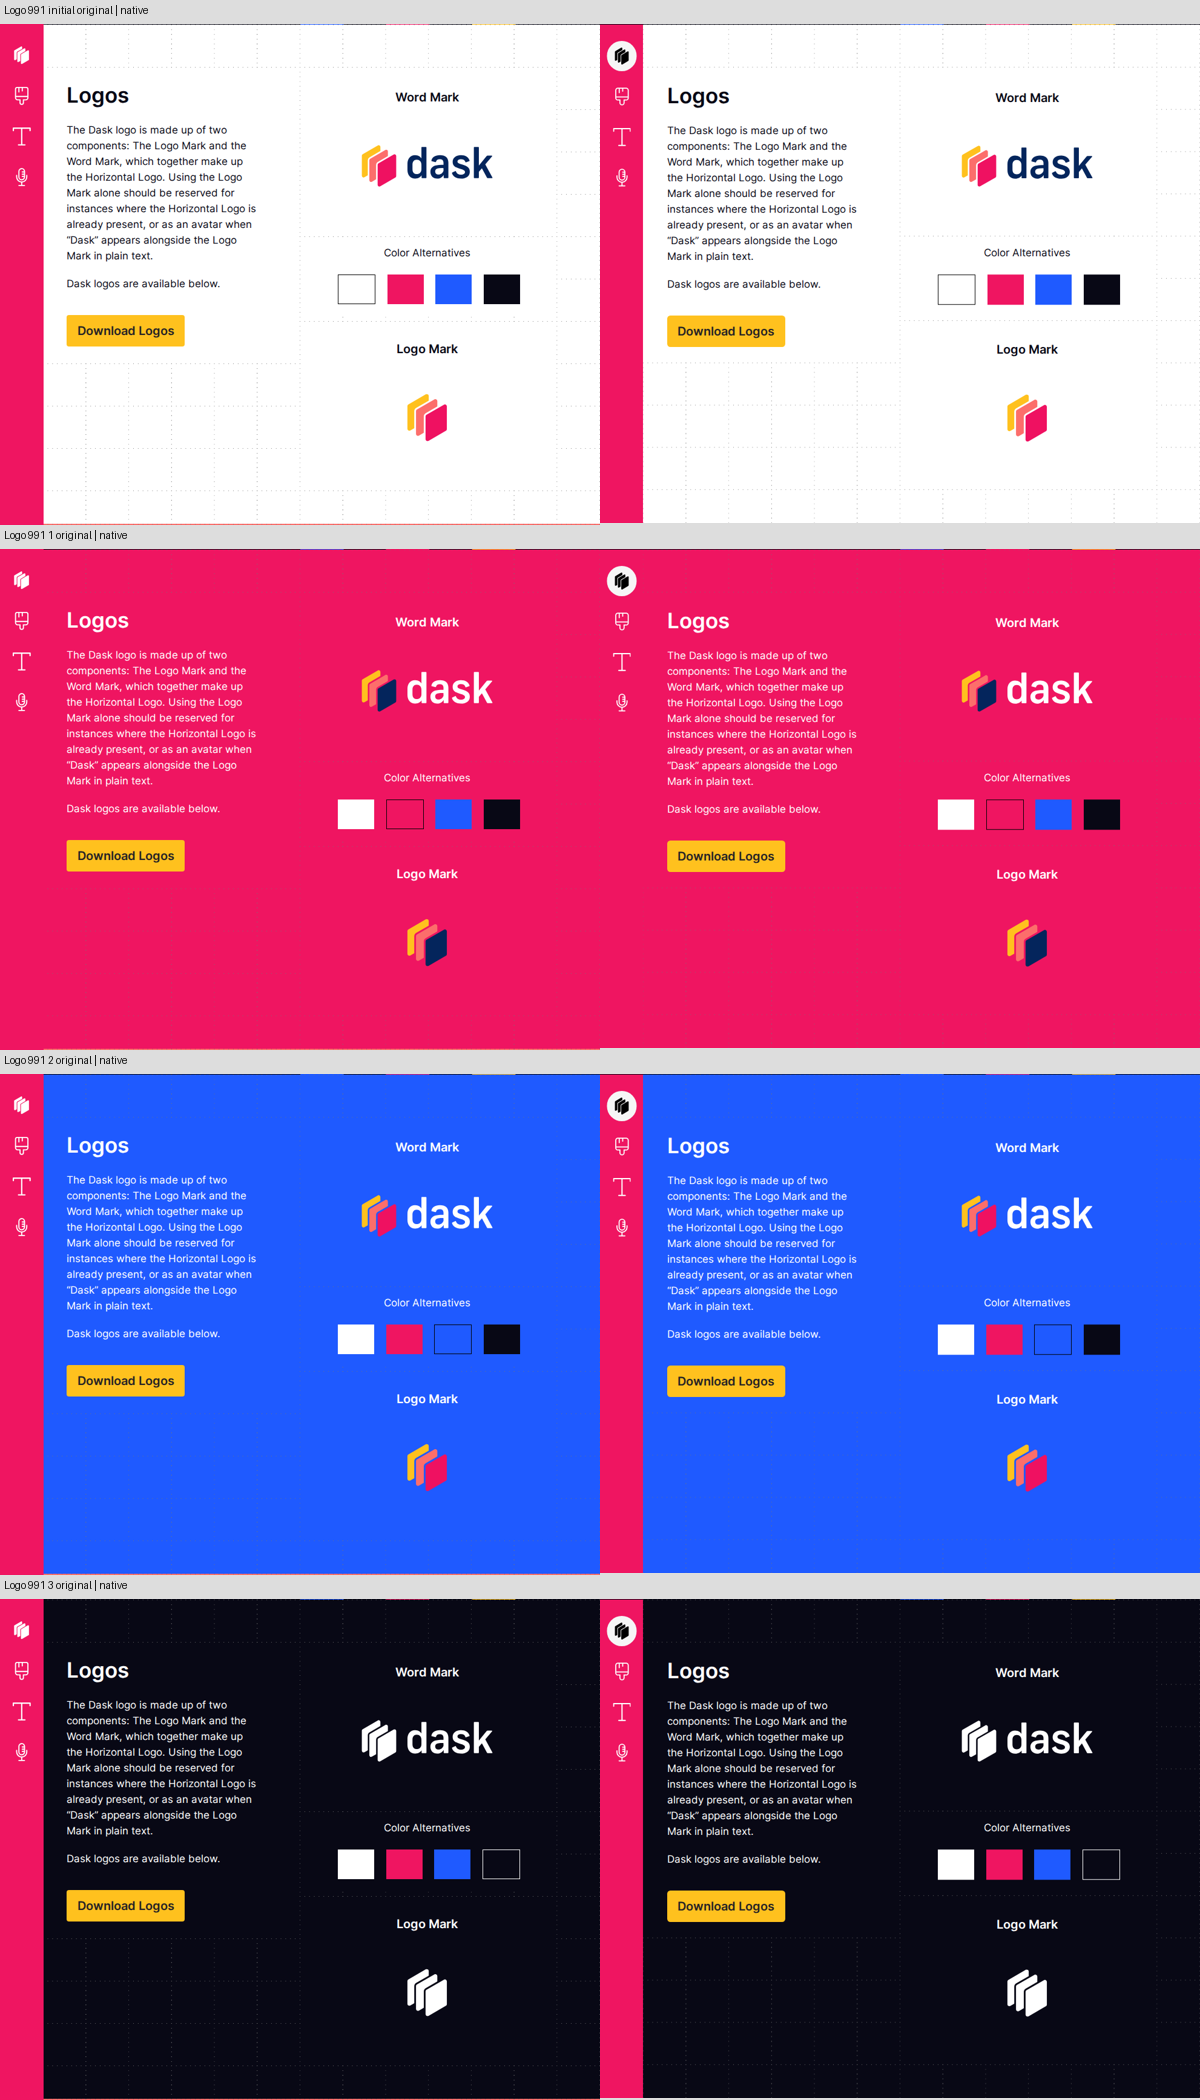 Logo 991 initial original | native
Logos
The Dask logo is made up of two
components: The Logo Mark and the
Word Mark, which together make up
the Horizontal Logo. Using the Logo
Mark alone should be reserved for
instances where the Horizontal Logo is
already present, or as an avatar when
“Dask” appears alongside the Logo
Mark in plain text.
Dask logos are available below.
Download Logos
Word Mark
dask
Color Alternatives
Logo Mark
Logos
The Dask logo is made up of two
components: The Logo Mark and the
Word Mark, which together make up
the Horizontal Logo. Using the Logo
Mark alone should be reserved for
instances where the Horizontal Logo is
already present, or as an avatar when
“Dask” appears alongside the Logo
Mark in plain text.
Dask logos are available below.
Download Logos
Word Mark
dask
Color Alternatives
Logo Mark
Logo 991 1 original | native
Logos
The Dask logo is made up of two
components: The Logo Mark and the
Word Mark, which together make up
the Horizontal Logo. Using the Logo
Mark alone should be reserved for
instances where the Horizontal Logo is
already present, or as an avatar when
“Dask” appears alongside the Logo
Mark in plain text.
Dask logos are available below.
Download Logos
Word Mark
dask
Color Alternatives
Logo Mark
Logos
The Dask logo is made up of two
components: The Logo Mark and the
Word Mark, which together make up
the Horizontal Logo. Using the Logo
Mark alone should be reserved for
instances where the Horizontal Logo is
already present, or as an avatar when
“Dask” appears alongside the Logo
Mark in plain text.
Dask logos are available below.
Download Logos
Word Mark
dask
Color Alternatives
Logo Mark
Logo 991 2 original | native
Logos
The Dask logo is made up of two
components: The Logo Mark and the
Word Mark, which together make up
the Horizontal Logo. Using the Logo
Mark alone should be reserved for
instances where the Horizontal Logo is
already present, or as an avatar when
“Dask” appears alongside the Logo
Mark in plain text.
Dask logos are available below.
Download Logos
Word Mark
dask
Color Alternatives
Logo Mark
Logos
The Dask logo is made up of two
components: The Logo Mark and the
Word Mark, which together make up
the Horizontal Logo. Using the Logo
Mark alone should be reserved for
instances where the Horizontal Logo is
already present, or as an avatar when
“Dask” appears alongside the Logo
Mark in plain text.
Dask logos are available below.
Download Logos
Word Mark
dask
Color Alternatives
Logo Mark
Logo 991 3 original | native
Logos
The Dask logo is made up of two
components: The Logo Mark and the
Word Mark, which together make up
the Horizontal Logo. Using the Logo
Mark alone should be reserved for
instances where the Horizontal Logo is
already present, or as an avatar when
“Dask” appears alongside the Logo
Mark in plain text.
Dask logos are available below.
Download Logos
Word Mark
dask
Color Alternatives
Logo Mark
Logos
The Dask logo is made up of two
components: The Logo Mark and the
Word Mark, which together make up
the Horizontal Logo. Using the Logo
Mark alone should be reserved for
instances where the Horizontal Logo is
already present, or as an avatar when
“Dask” appears alongside the Logo
Mark in plain text.
Dask logos are available below.
Download Logos
Word Mark
dask
Color Alternatives
Logo Mark